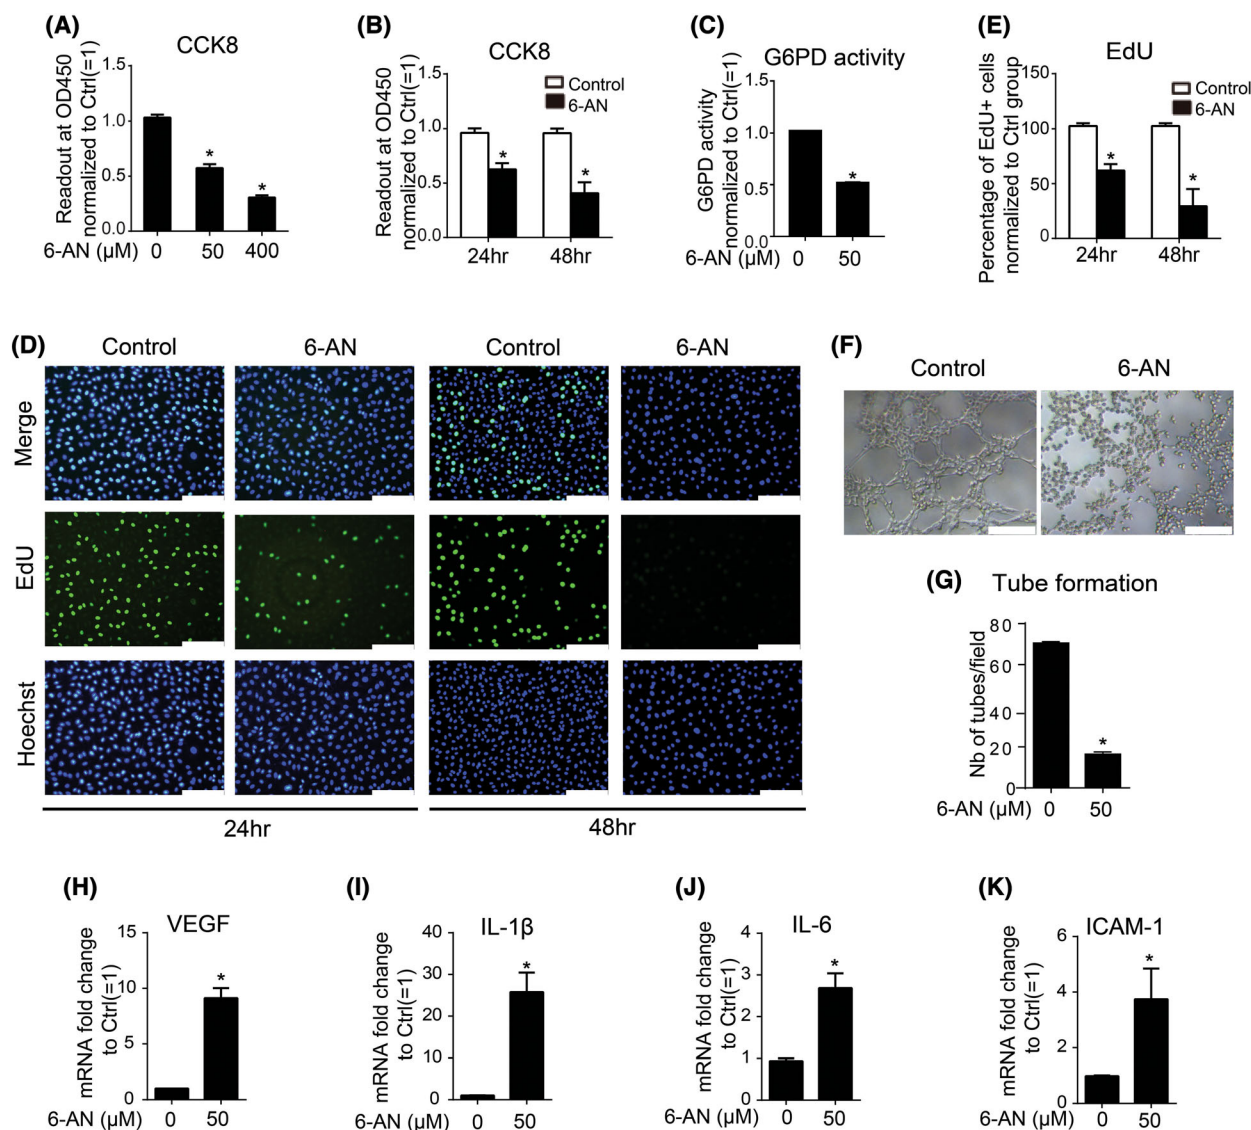 (A)
CCK8
Readout at OD450
normalized to Ctrl(=1)
1.5
1.0
0.5
0.0
*
*
6-AN (µM) 0 50 400
(B)
CCK8
Readout at OD450
normalized to Ctrl(=1)
1.5
1.0
0.5
0.0
Control
6-AN
*
*
24hr 48hr
(C)
G6PD activity
G6PD activity
normalized to Ctrl(=1)
1.5
1.0
0.5
0.0
*
6-AN (µM) 0 50
(E)
EdU
Percentage of EdU+ cells
normalized to Ctrl group
150
100
50
0
Control
6-AN
*
*
24hr 48hr
(D)
Control 6-AN Control 6-AN
Merge
EdU
Hoechst
24hr 48hr
(F)
Control 6-AN
(G)
Tube formation
Nb of tubes/field
80
60
40
20
0
*
6-AN (µM) 0 50
(H)
VEGF
mRNA fold change
to Ctrl(=1)
15
10
5
0
*
6-AN (µM) 0 50
(I)
IL-1β
mRNA fold change
to Ctrl(=1)
40
30
20
10
0
*
6-AN (µM) 0 50
(J)
IL-6
mRNA fold change
to Ctrl(=1)
4
3
2
1
0
*
6-AN (µM) 0 50
(K)
ICAM-1
mRNA fold change
to Ctrl(=1)
6
4
2
0
*
6-AN (µM) 0 50